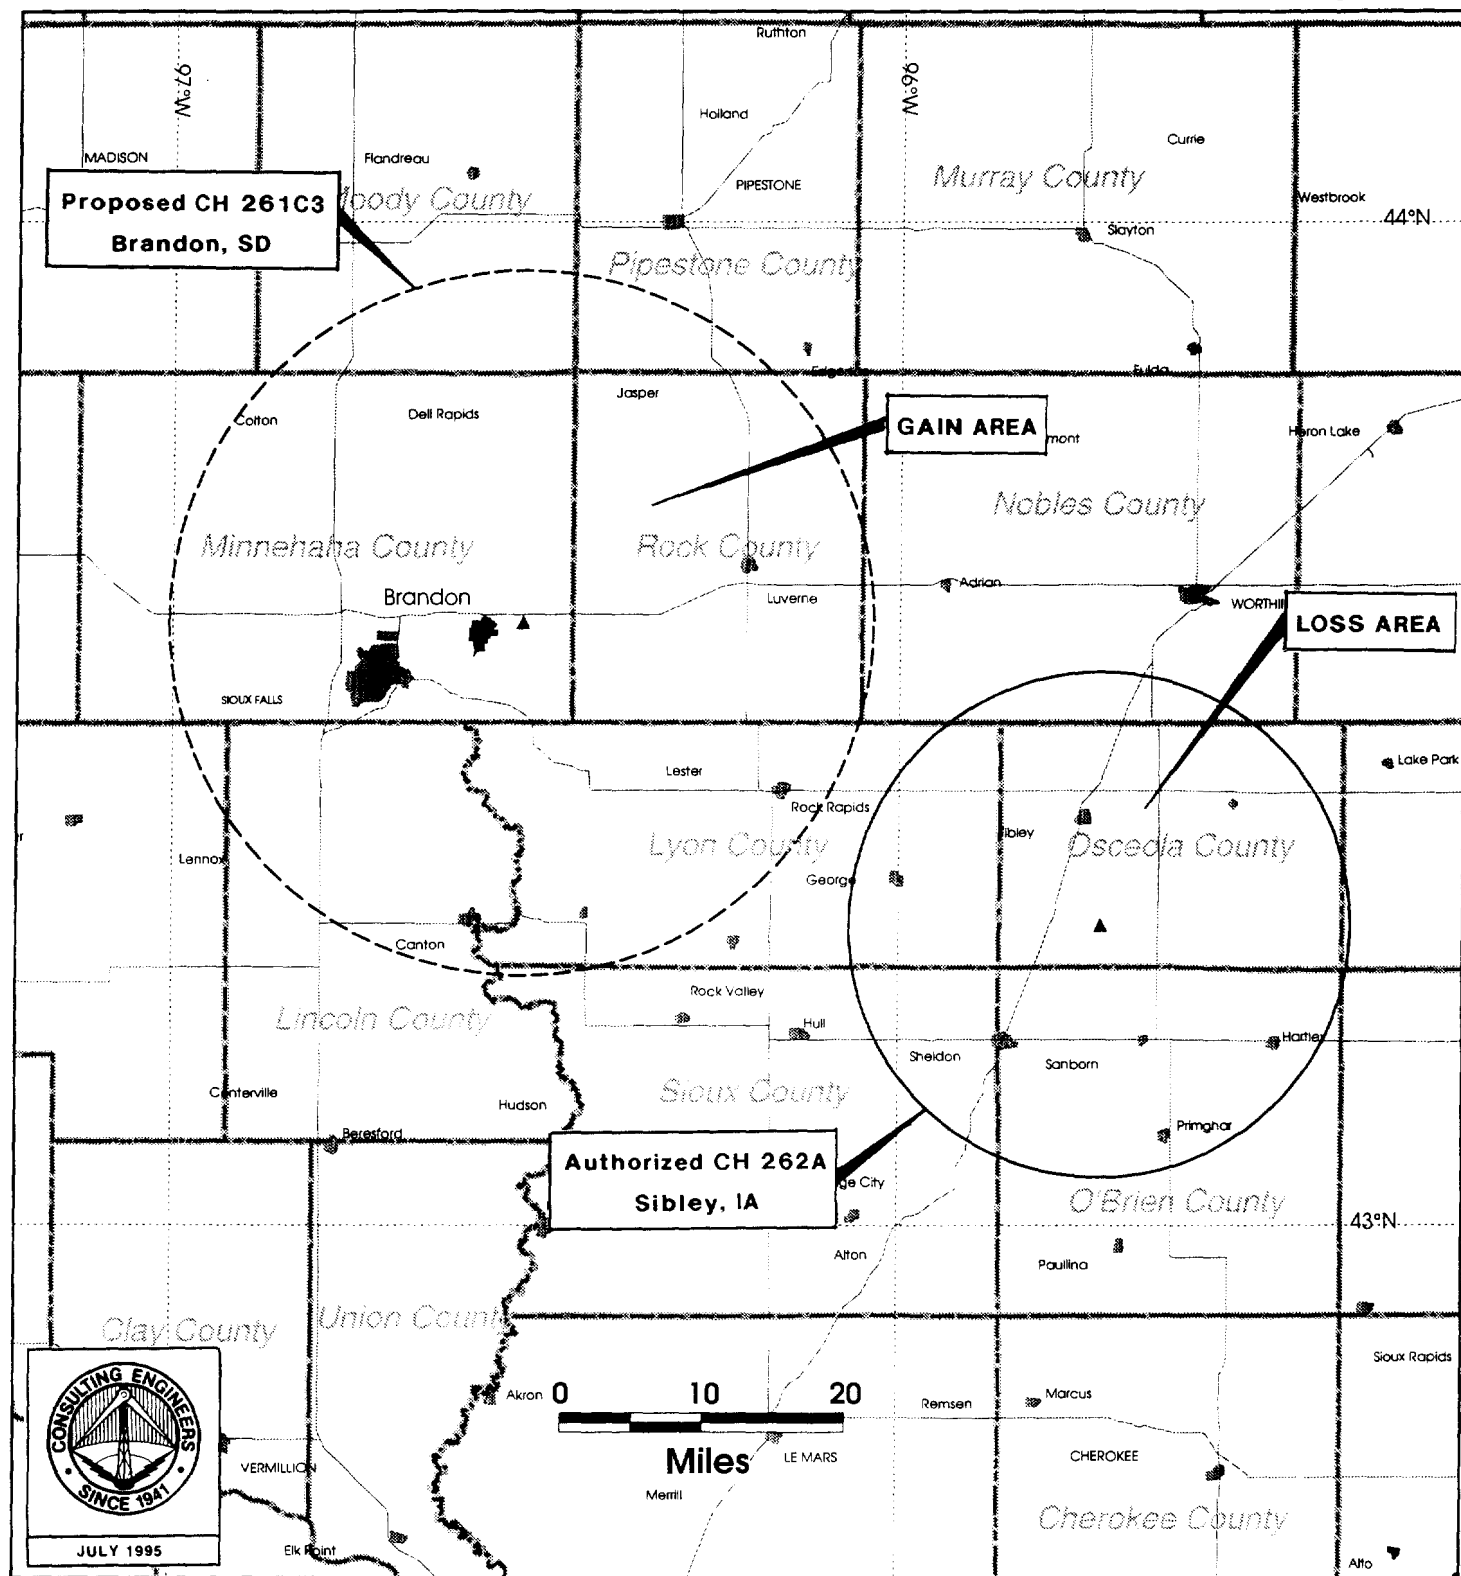 Ruthton
97°W
96°W
Holland
Currie
MADISON
Flandreau
PIPESTONE
Murray County
Westbrook
44°N
Proposed CH 261C3
Brandon, SD
Moody County
Slayton
Pipestone County
Fulda
Jasper
Colton
Dell Rapids
GAIN AREA
mont
Heron Lake
Nobles County
Minnehaha County
Rock County
Adrian
Brandon
Luverne
WORTHI
LOSS AREA
SIOUX FALLS
Lester
Lake Park
Rock Rapids
Lennox
Lyon County
ibley
Osceola County
George
Canton
Rock Valley
Lincoln County
Hull
Sheldon
Sanborn
Hartley
Centerville
Hudson
Sioux County
Beresford
Primghar
Authorized CH 262A
Sibley, IA
ge City
O'Brien County
43°N
Alton
Paullina
Clay County
Union County
Sioux Rapids
CONSULTING ENGINEERS
SINCE 1941
JULY 1995
Akron
0 10 20
Miles
Remsen
Marcus
LE MARS
CHEROKEE
VERMILLION
Merrill
Cherokee County
Elk Point
Alto